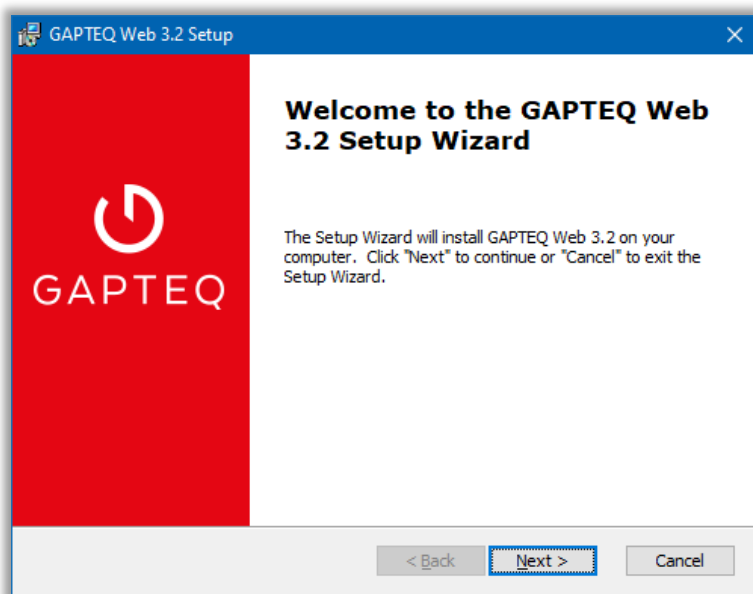 GAPTEQ Web 3.2 Setup
Welcome to the GAPTEQ Web
3.2 Setup Wizard
GAPTEQ
The Setup Wizard will install GAPTEQ Web 3.2 on your
computer.  Click "Next" to continue or "Cancel" to exit the
Setup Wizard.
< Back
Next >
Cancel